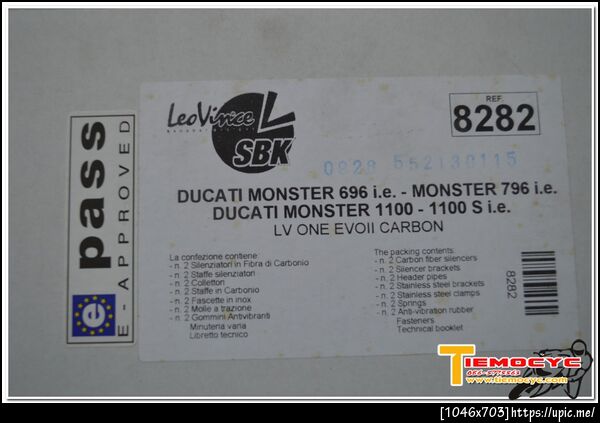 LeoVince
SBK
REF.
8282
0828 552130115
DUCATI MONSTER 696 i.e. - MONSTER 796 i.e.
DUCATI MONSTER 1100 - 1100 S i.e.
LV ONE EVOII CARBON
La confezione contiene:
- n. 2 Silenziatori in Fibra di Carbonio
- n. 2 Staffe silenziatori
- n. 2 Collettori
- n. 2 Staffe in Carbonio
- n. 2 Fascette in inox
- n. 2 Molle a trazione
- n. 2 Gommini Antivibranti
Minuteria varia
Libretto tecnico
The packing contents:
- n. 2 Carbon fiber silencers
- n. 2 Silencer brackets
- n. 2 Header pipes
- n. 2 Stainless steel brackets
- n. 2 Stainless steel clamps
- n. 2 Springs
- n. 2 Anti-vibration rubber
Fasteners
Technical booklet
8282
e pass
E-APPROVED
TIEMOCYC
www.tiemocyc.com
[1046x703]https://upic.me/